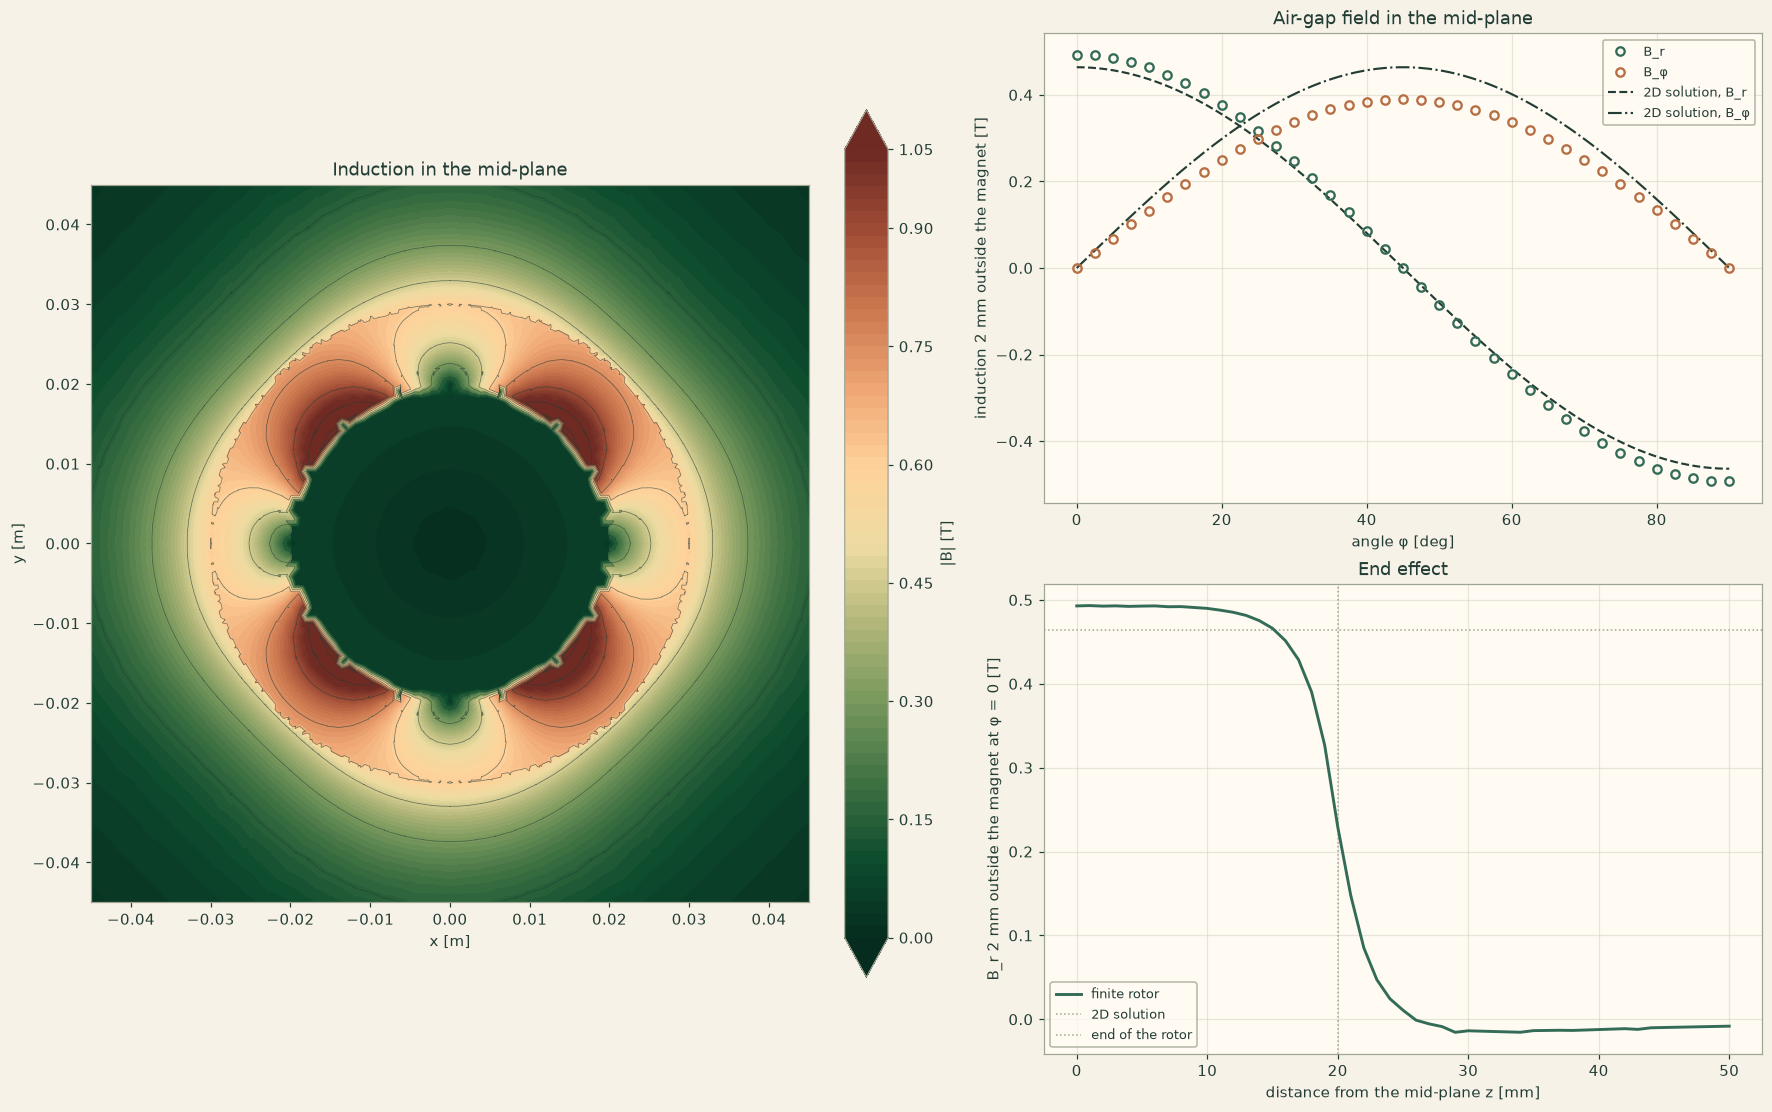 Induction in the mid-plane
0.04
0.03
0.02
0.01
0.00
−0.01
−0.02
−0.03
−0.04
y [m]
−0.04 −0.03 −0.02 −0.01 0.00 0.01 0.02 0.03 0.04
x [m]
1.05
0.90
0.75
0.60
0.45
0.30
0.15
0.00
|B| [T]
Air-gap field in the mid-plane
B_r
B_φ
2D solution, B_r
2D solution, B_φ
0.4
0.2
0.0
−0.2
−0.4
induction 2 mm outside the magnet [T]
0 20 40 60 80
angle φ [deg]
End effect
0.5
0.4
0.3
0.2
0.1
0.0
B_r 2 mm outside the magnet at φ = 0 [T]
finite rotor
2D solution
end of the rotor
0 10 20 30 40 50
distance from the mid-plane z [mm]